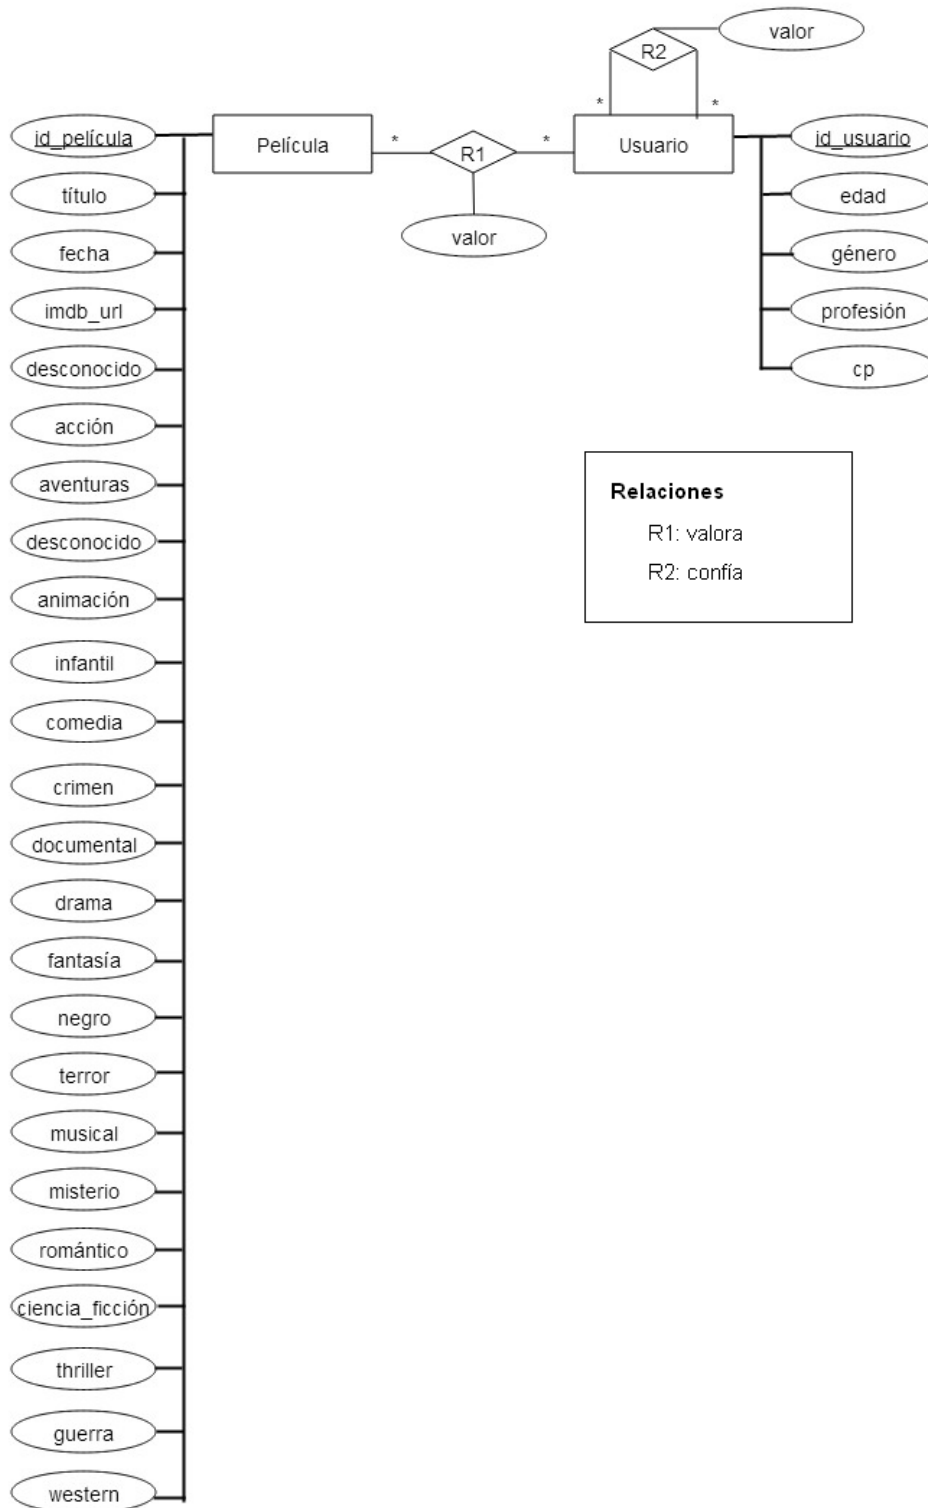 valor
R2
*
*
id_película
Película
*
R1
*
Usuario
id_usuario
título
edad
valor
fecha
género
imdb_url
profesión
desconocido
cp
acción
aventuras
Relaciones
R1: valora
desconocido
R2: confía
animación
infantil
comedia
crimen
documental
drama
fantasía
negro
terror
musical
misterio
romántico
ciencia_ficción
thriller
guerra
western